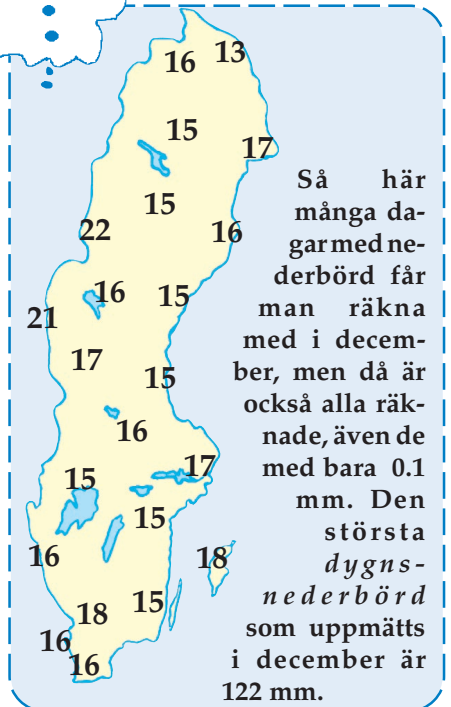 16 13
15
17
15
22 16
16 15
21
17
15
16
17
15
15
16 18
18 15
16
16
Så här
många da-
gar med ne-
derbörd får
man räkna
med i decem-
ber, men då är
också alla räk-
nade, även de
med bara 0.1
mm. Den
största
dygns-
nederbörd
som uppmätts
i december är
122 mm.